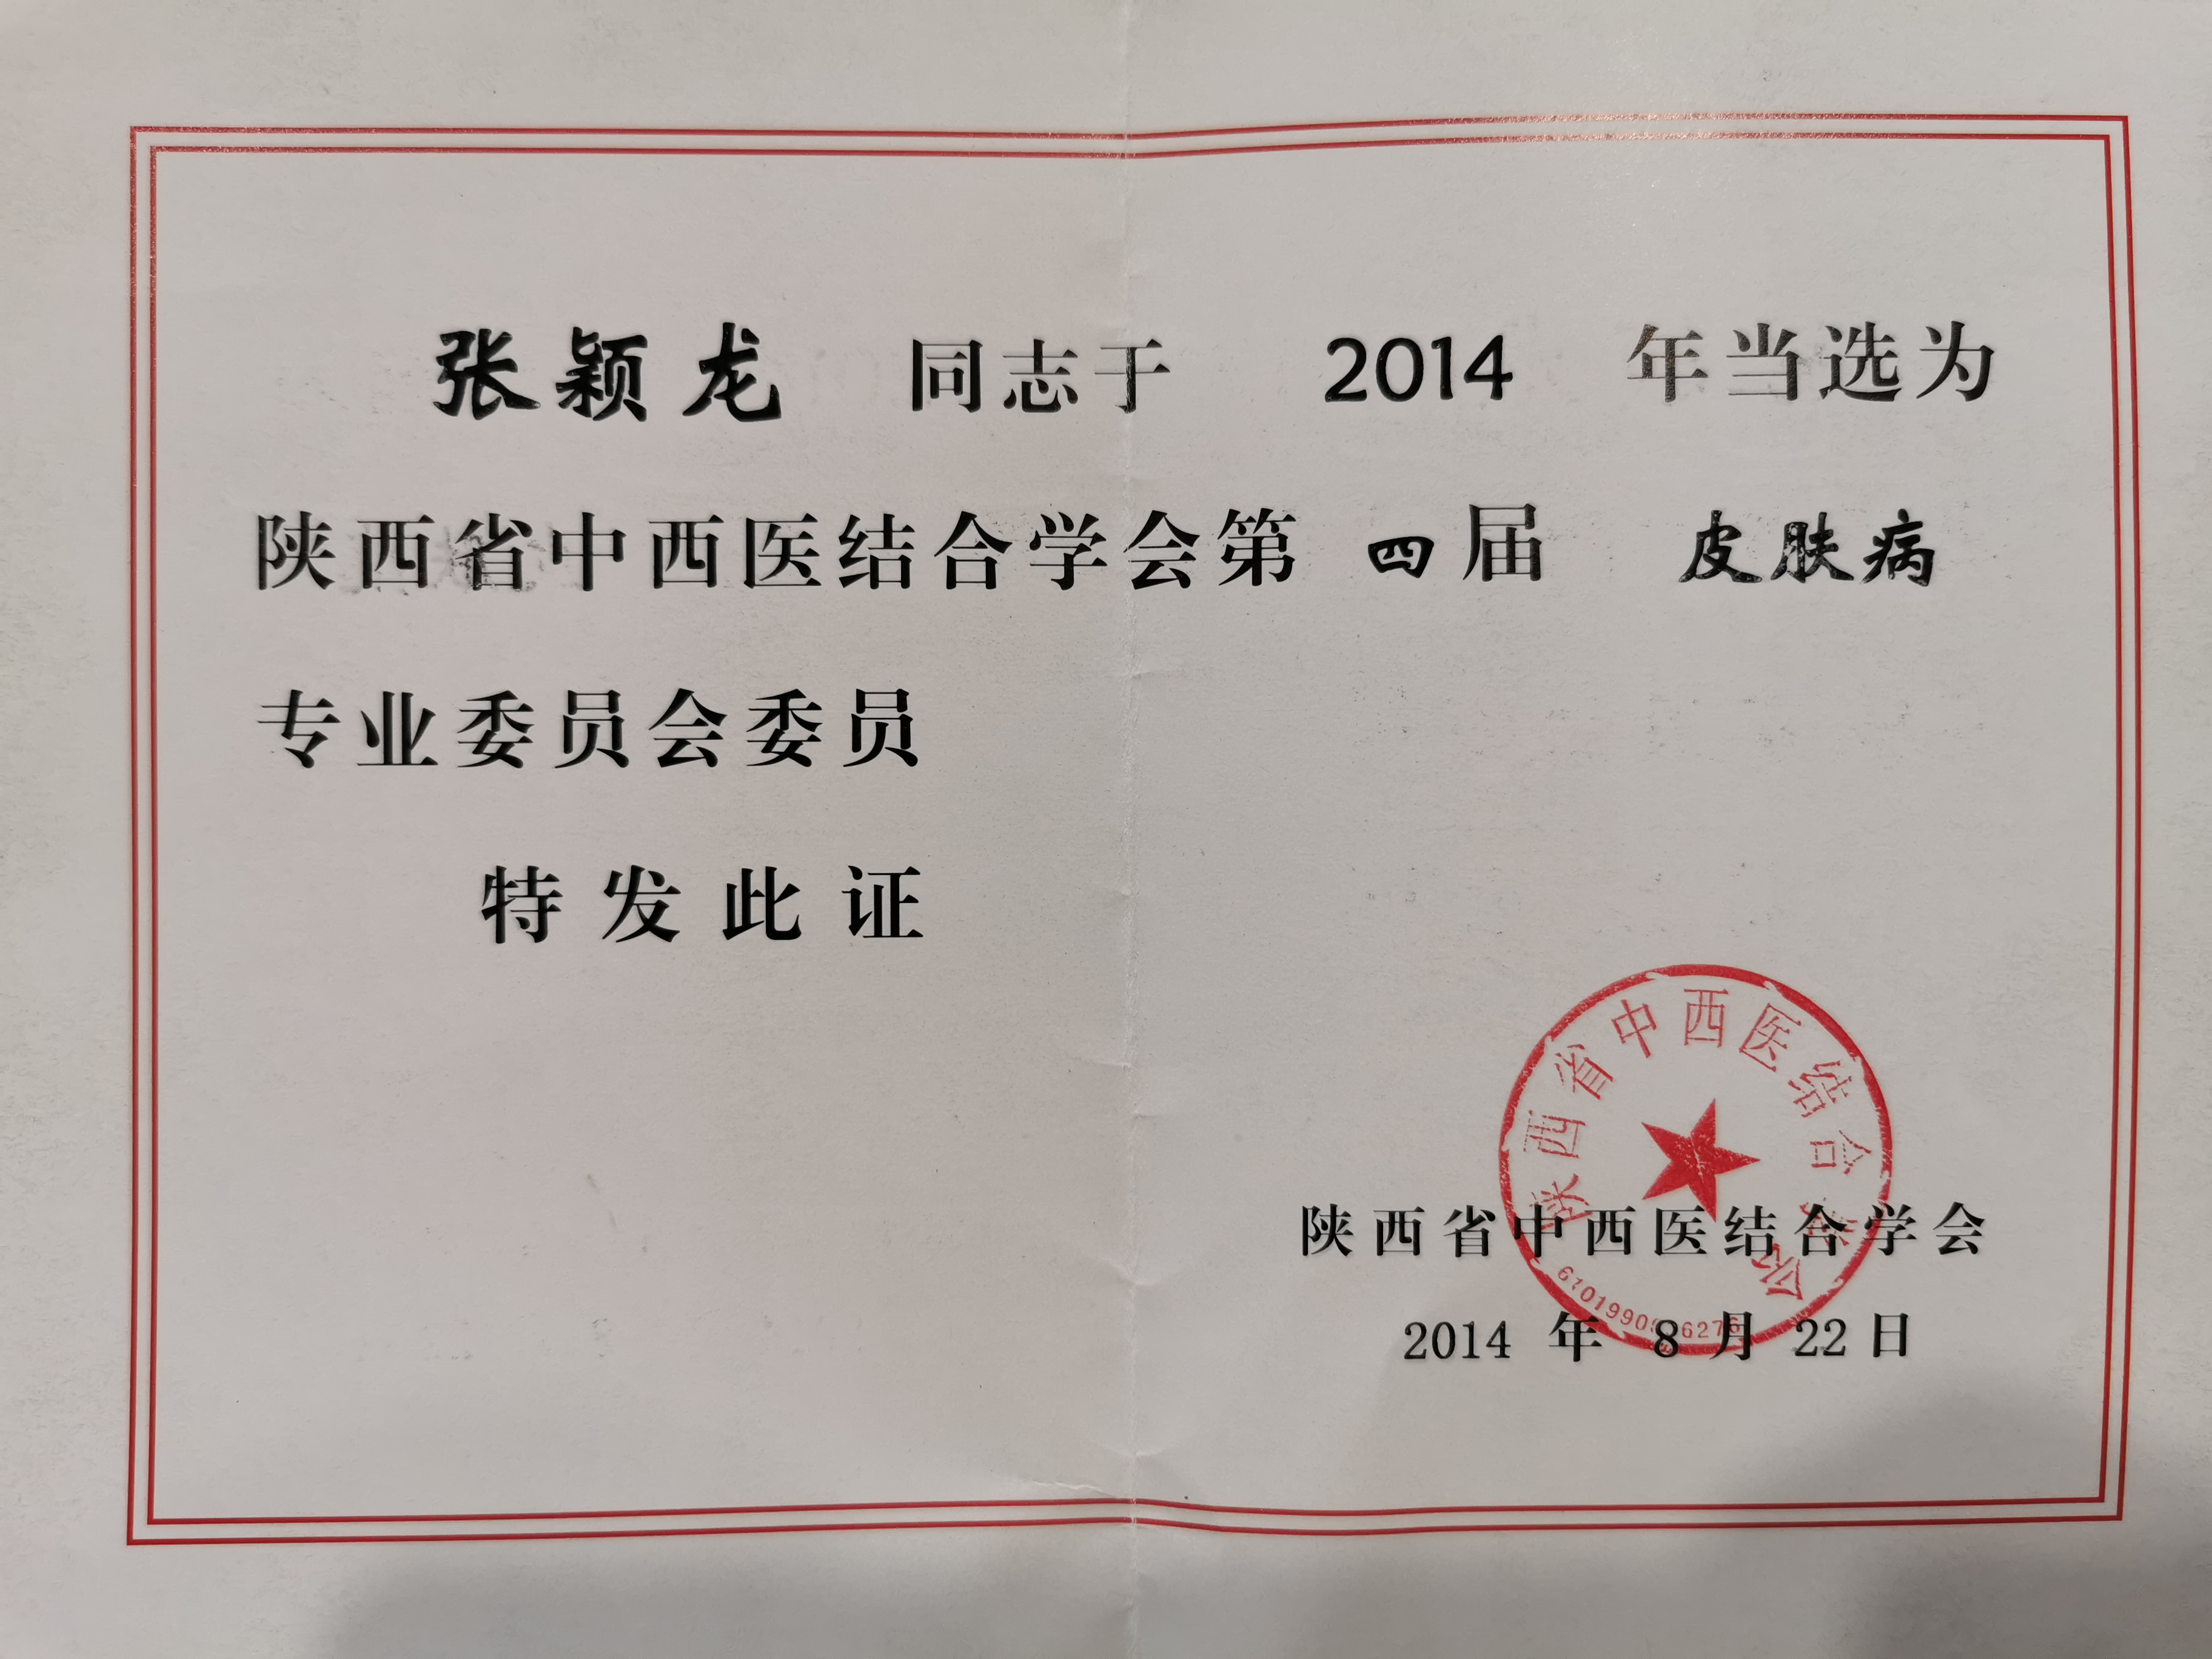 张颖龙 同志于 2014 年当选为
陕西省中西医结合学会第 四 届 皮肤病
专业委员会委员
特发此证
陕西省中西医结合学会
陕西省中西医结合学会
2014 年 8 月 22 日